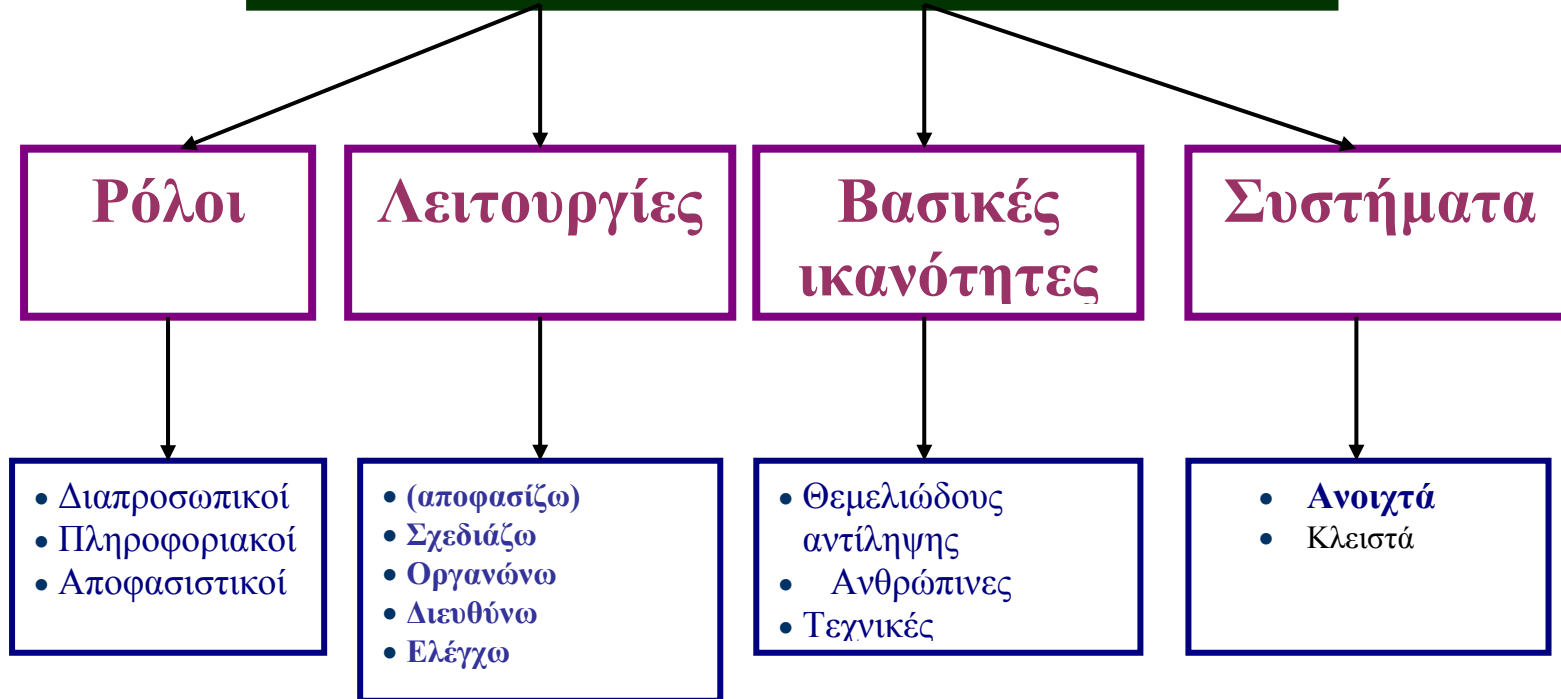 Ρόλοι
Λειτουργίες
Βασικές
ικανότητες
Συστήματα
• Διαπροσωπικοί
• Πληροφοριακοί
• Αποφασιστικοί
• (αποφασίζω)
• Σχεδιάζω
• Οργανώνω
• Διευθύνω
• Ελέγχω
• Θεμελιώδους
αντίληψης
• Ανθρώπινες
• Τεχνικές
• Ανοιχτά
• Κλειστά